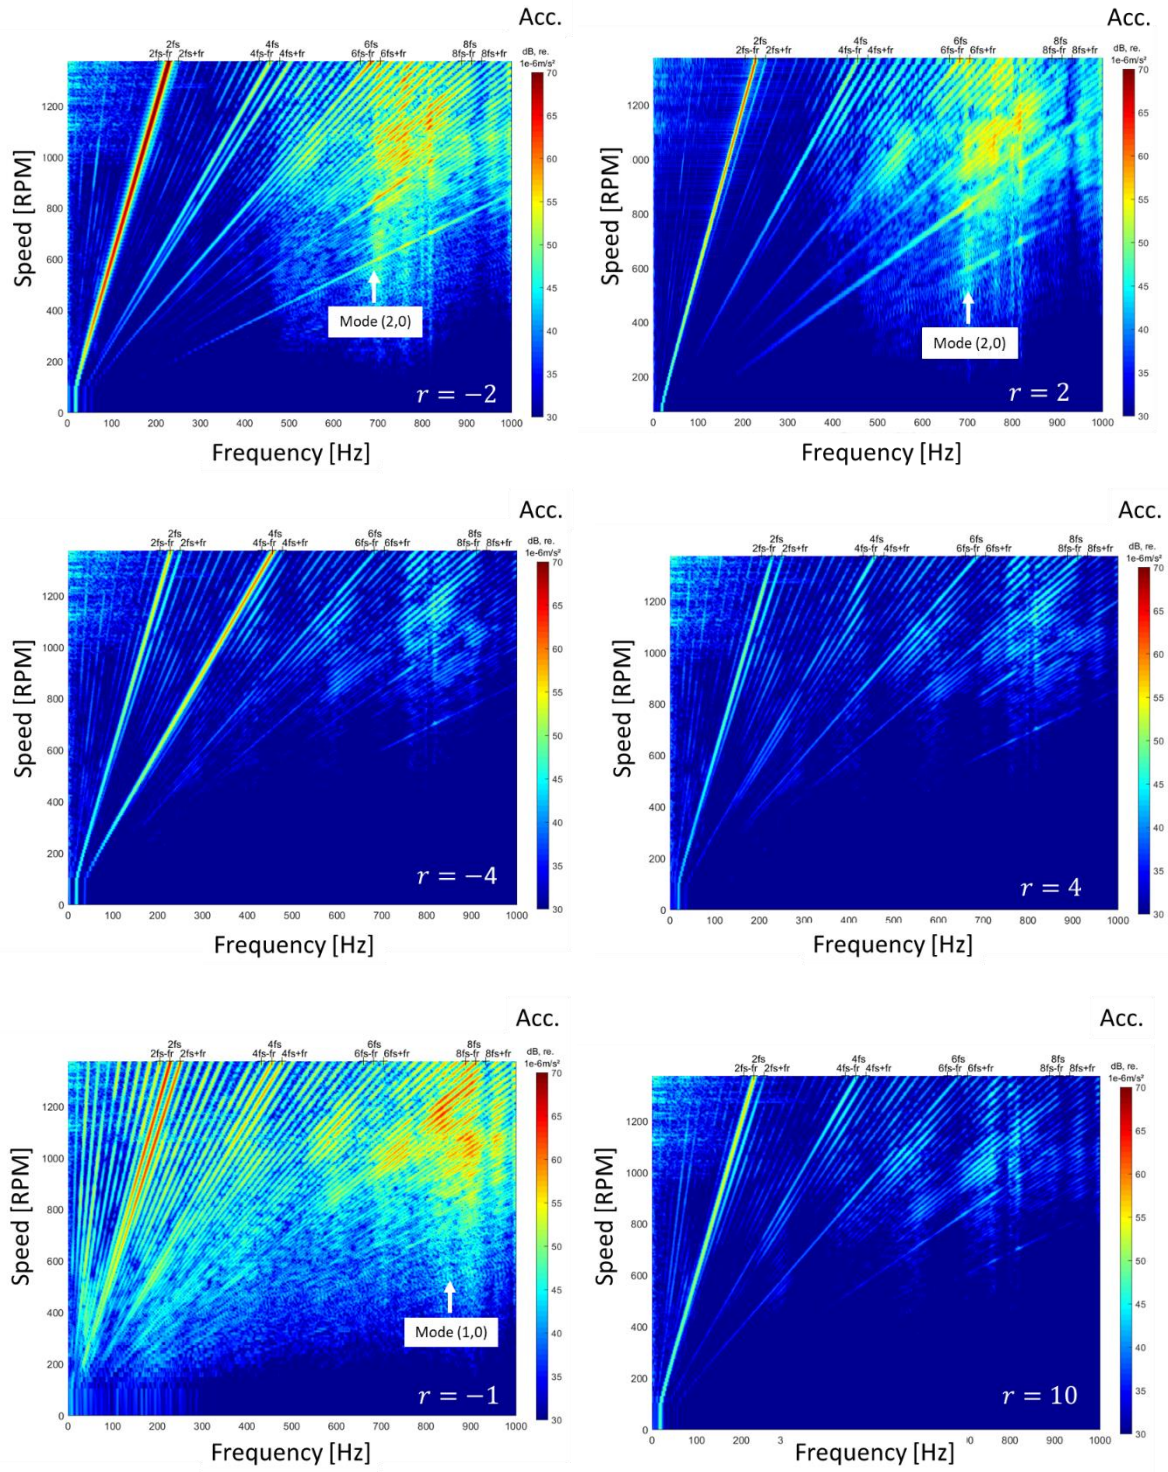 Acc.
2fs 4fs 6fs 8fs
2fs-fr 2fs+fr 4fs-fr 4fs+fr 6fs-fr 6fs+fr 8fs-fr 8fs+fr
dB, re.
1e-6m/s²
Speed [RPM]
1200
1000
800
600
400
200
0
70
65
60
55
50
45
40
35
30
Mode (2,0)
r = −2
0 100 200 300 400 500 600 700 800 900 1000
Frequency [Hz]
Acc.
2fs 4fs 6fs 8fs
2fs-fr 2fs+fr 4fs-fr 4fs+fr 6fs-fr 6fs+fr 8fs-fr 8fs+fr
dB, re.
1e-6m/s²
Speed [RPM]
1200
1000
800
600
400
200
70
65
60
55
50
45
40
35
30
Mode (2,0)
r = 2
0 100 200 300 400 500 600 700 800 900 1000
Frequency [Hz]
Acc.
2fs 4fs 6fs 8fs
2fs-fr 2fs+fr 4fs-fr 4fs+fr 6fs-fr 6fs+fr 8fs-fr 8fs+fr
dB, re.
1e-6m/s²
Speed [RPM]
1200
1000
800
600
400
200
0
70
65
60
55
50
45
40
35
30
r = −4
0 100 200 300 400 500 600 700 800 900 1000
Frequency [Hz]
Acc.
2fs 4fs 6fs 8fs
2fs-fr 2fs+fr 4fs-fr 4fs+fr 6fs-fr 6fs+fr 8fs-fr 8fs+fr
dB, re.
1e-6m/s²
Speed [RPM]
1200
1000
800
600
400
200
0
70
65
60
55
50
45
40
35
30
r = 4
0 100 200 300 400 500 600 700 800 900 1000
Frequency [Hz]
Acc.
2fs 4fs 6fs 8fs
2fs-fr 2fs+fr 4fs-fr 4fs+fr 6fs-fr 6fs+fr 8fs-fr 8fs+fr
dB, re.
1e-6m/s²
Speed [RPM]
1200
1000
800
600
400
200
0
70
65
60
55
50
45
40
35
30
Mode (1,0)
r = −1
0 100 200 300 400 500 600 700 800 900 1000
Frequency [Hz]
Acc.
2fs 4fs 6fs 8fs
2fs-fr 2fs+fr 4fs-fr 4fs+fr 6fs-fr 6fs+fr 8fs-fr 8fs+fr
dB, re.
1e-6m/s²
Speed [RPM]
1200
1000
800
600
400
200
0
70
65
60
55
50
45
40
35
30
r = 10
0 100 200 3 0 800 900 1000
Frequency [Hz]